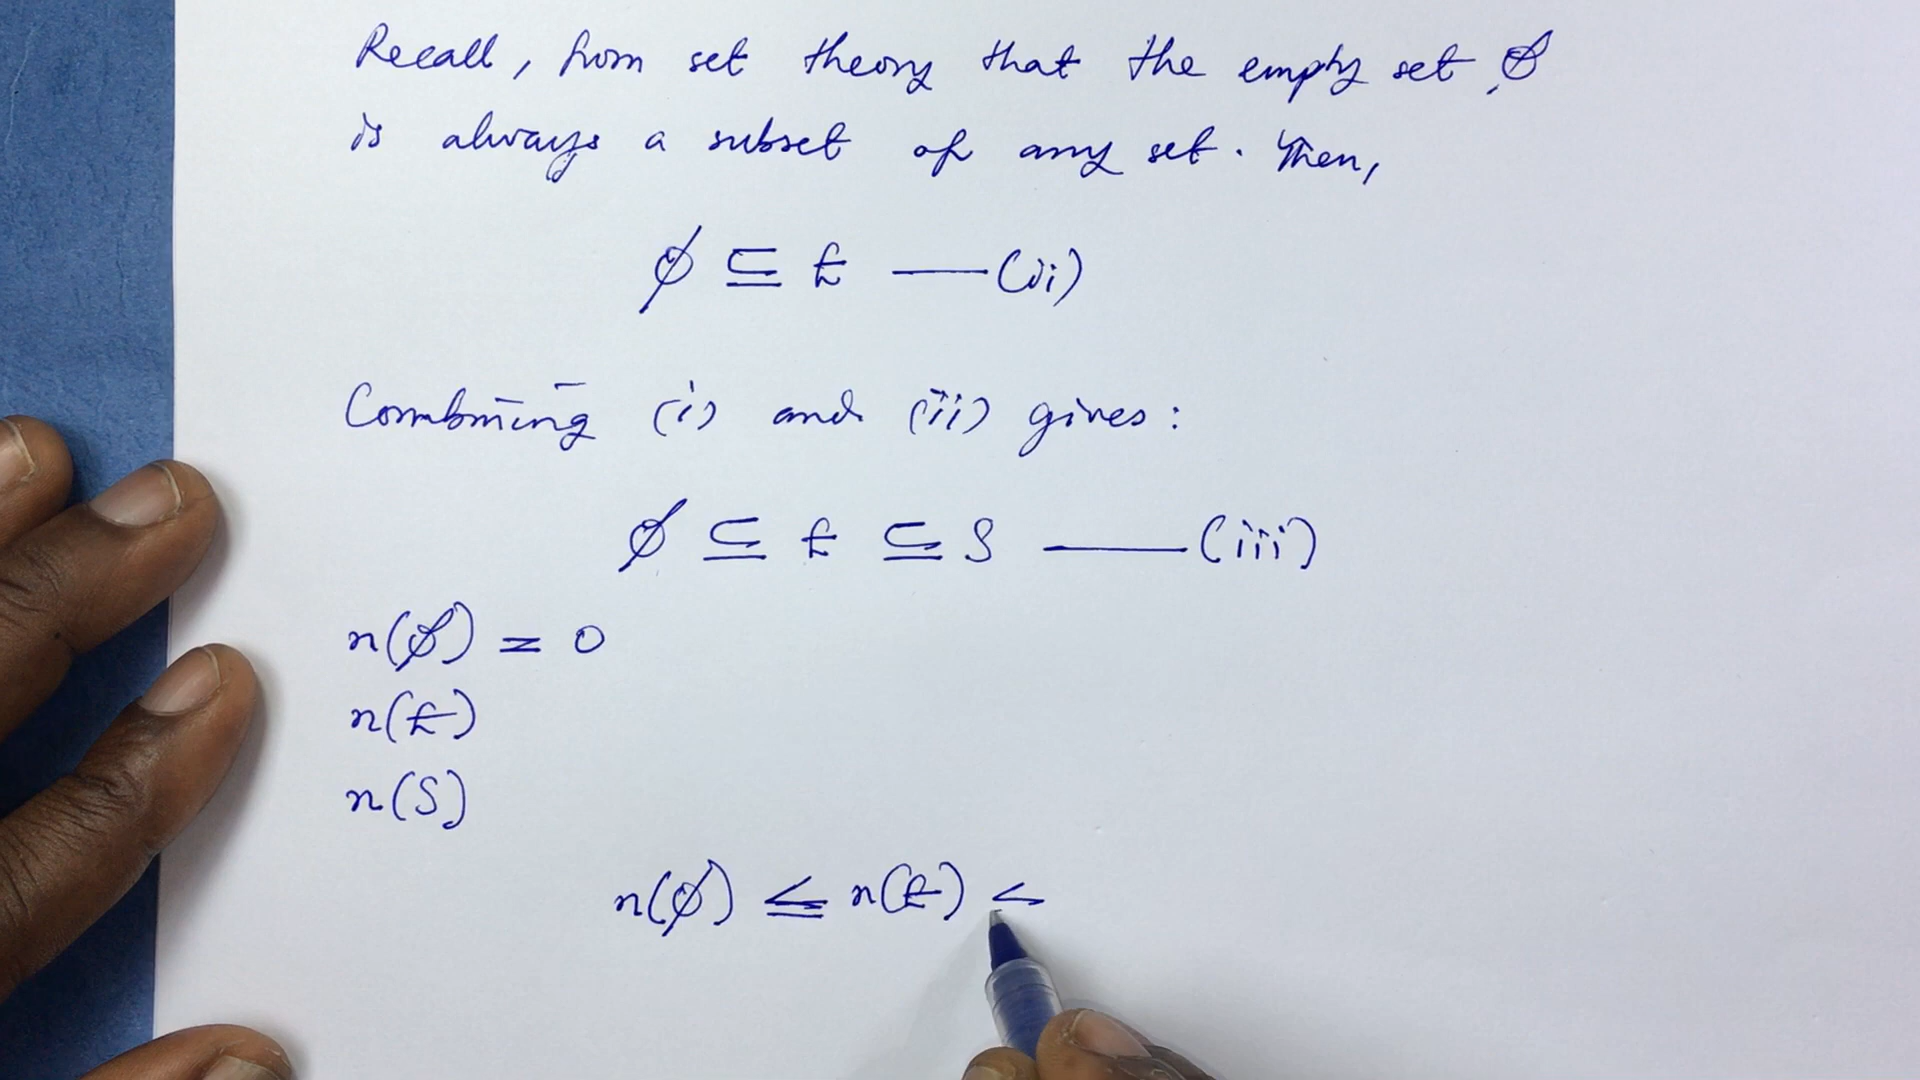 Recall, from set theory that the empty set, ∅
is always a subset of any set. Then,
∅ ⊆ E —(ii)
Combining (i) and (ii) gives:
∅ ⊆ E ⊆ S —(iii)
n(∅) = 0
n(E)
n(S)
n(∅) ≤ n(E) <